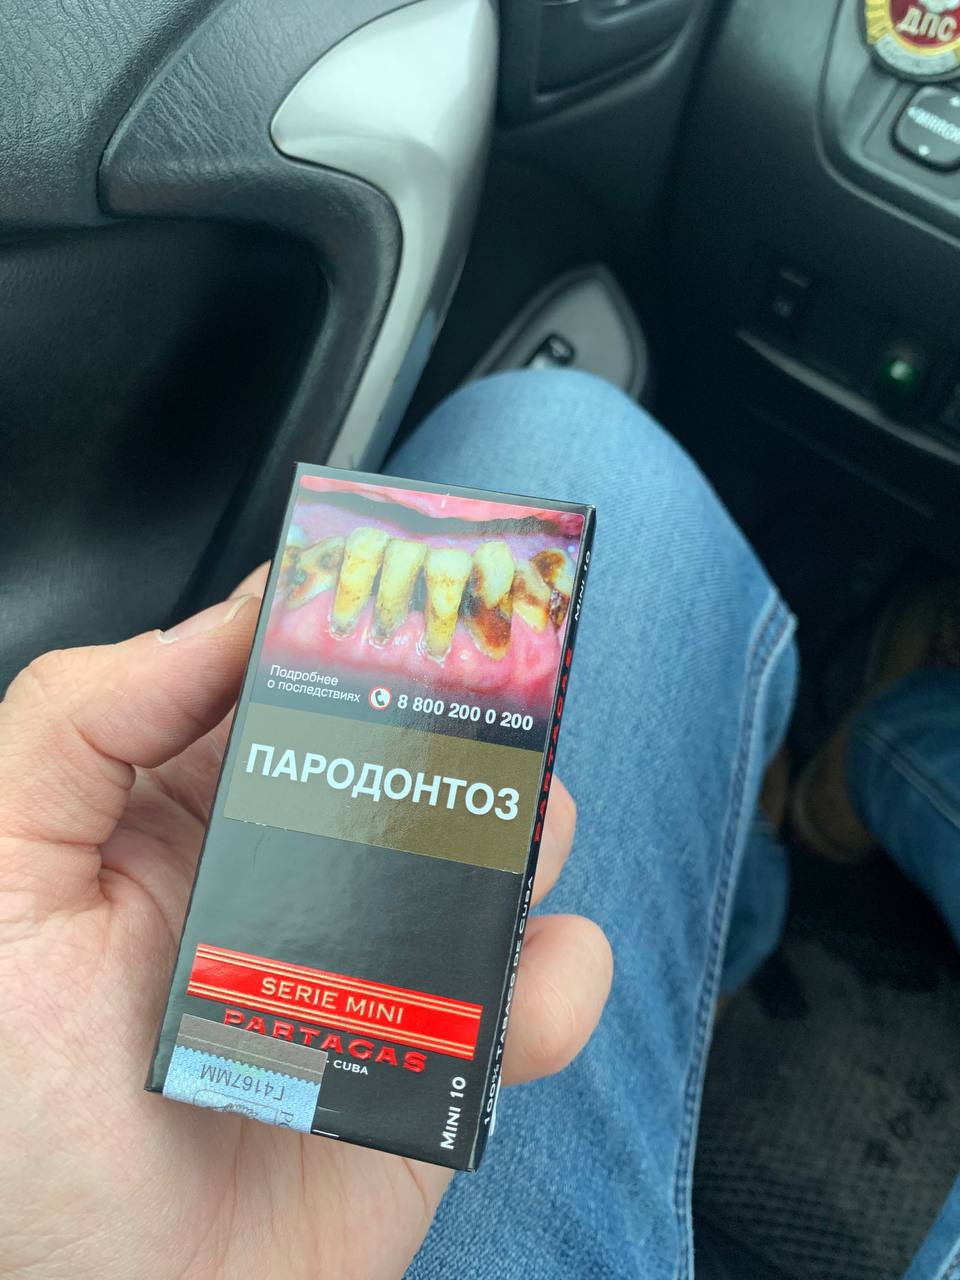 ДПС
MIRROR
Подробнее
о последствиях
8 800 200 0 200
ПАРОДОНТОЗ
SERIE MINI
PARTAGAS
CUBA
MINI 10
Г4167ММ
MINI 10
PARTAGAS
100% TABACO DE CUBA